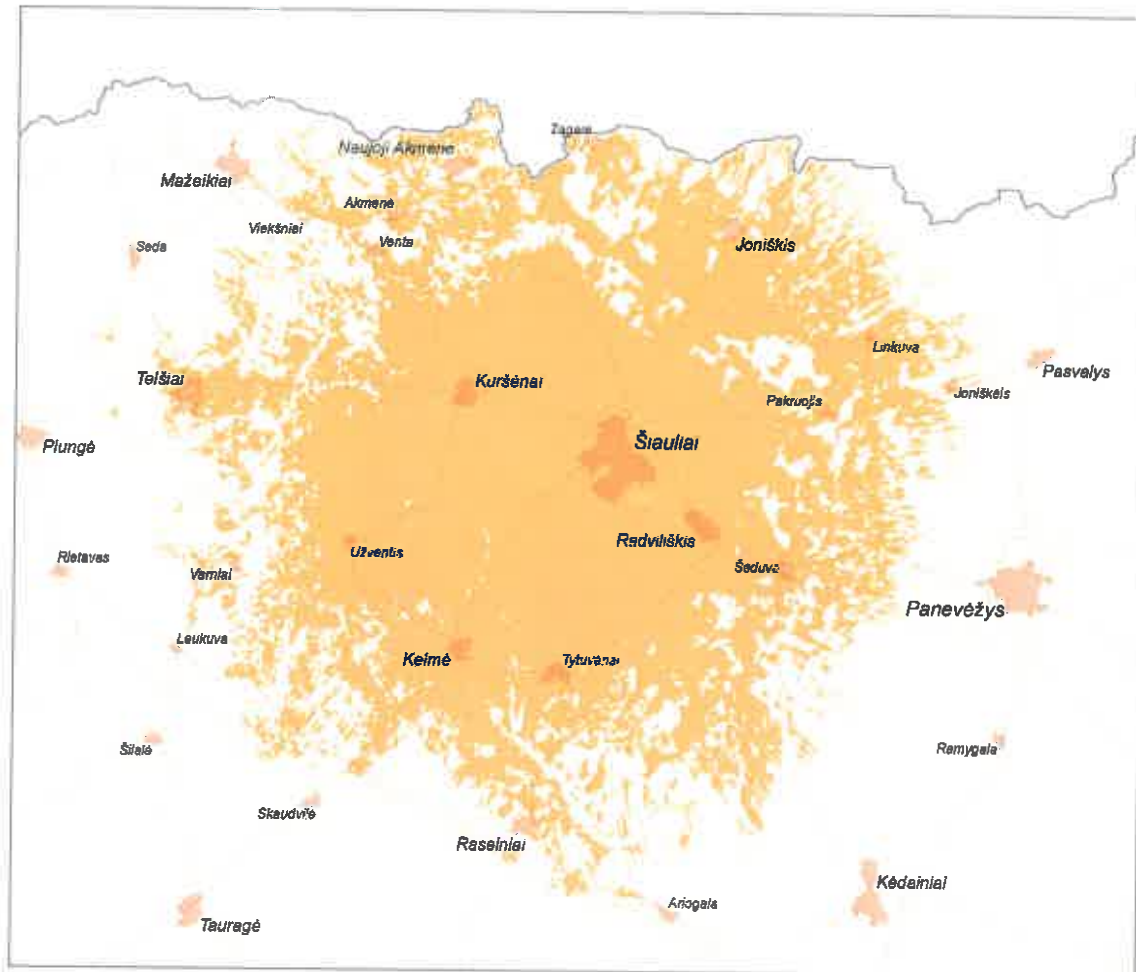 Žagarė
Naujoji Akmenė
Mažeikiai
Akmenė
Viekšniai
Venta
Seda
Joniškis
Linkuva
Pasvalys
Telšiai
Kuršėnai
Joniškėlis
Pakruojis
Plungė
Šiauliai
Radviliškis
Rietavas
Užventis
Varniai
Šeduva
Panevėžys
Laukuva
Kelmė
Tytuvėnai
Šilalė
Ramygala
Skaudvilė
Raseiniai
Kėdainiai
Ariogala
Tauragė